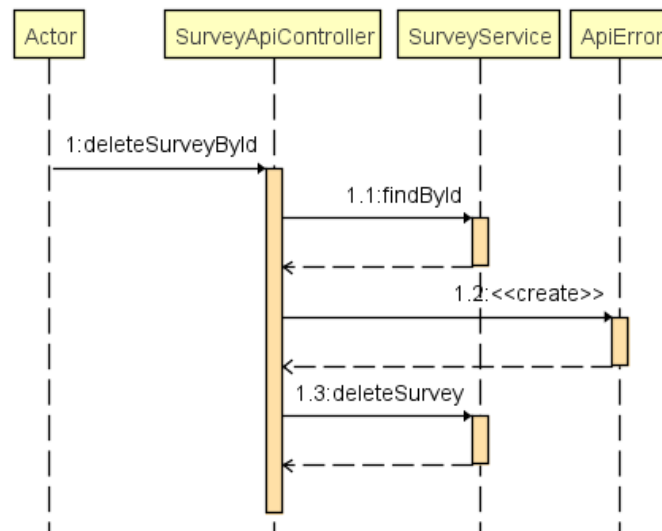 Actor
SurveyApiController
SurveyService
ApiError
1:deleteSurveyById
1.1:findById
1.2:<<create>>
1.3:deleteSurvey